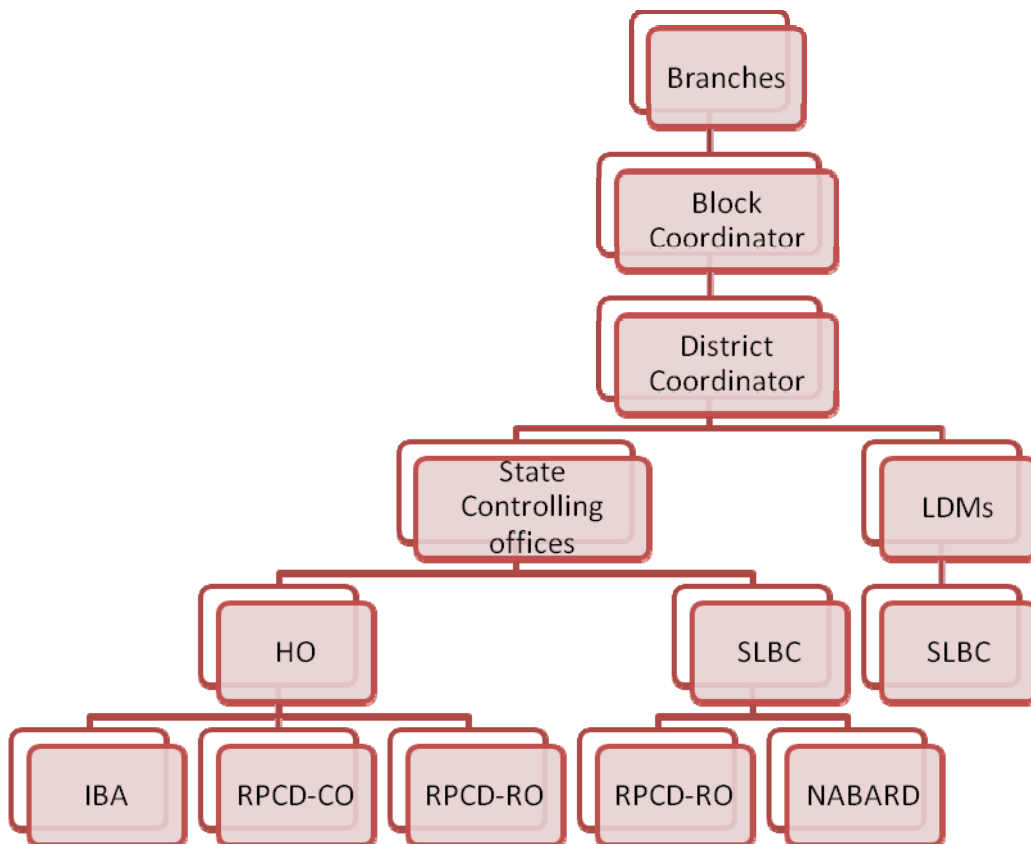 Branches
Block
Coordinator
District
Coordinator
State
Controlling
offices
LDMs
HO
SLBC
SLBC
IBA
RPCD-CO
RPCD-RO
RPCD-RO
NABARD